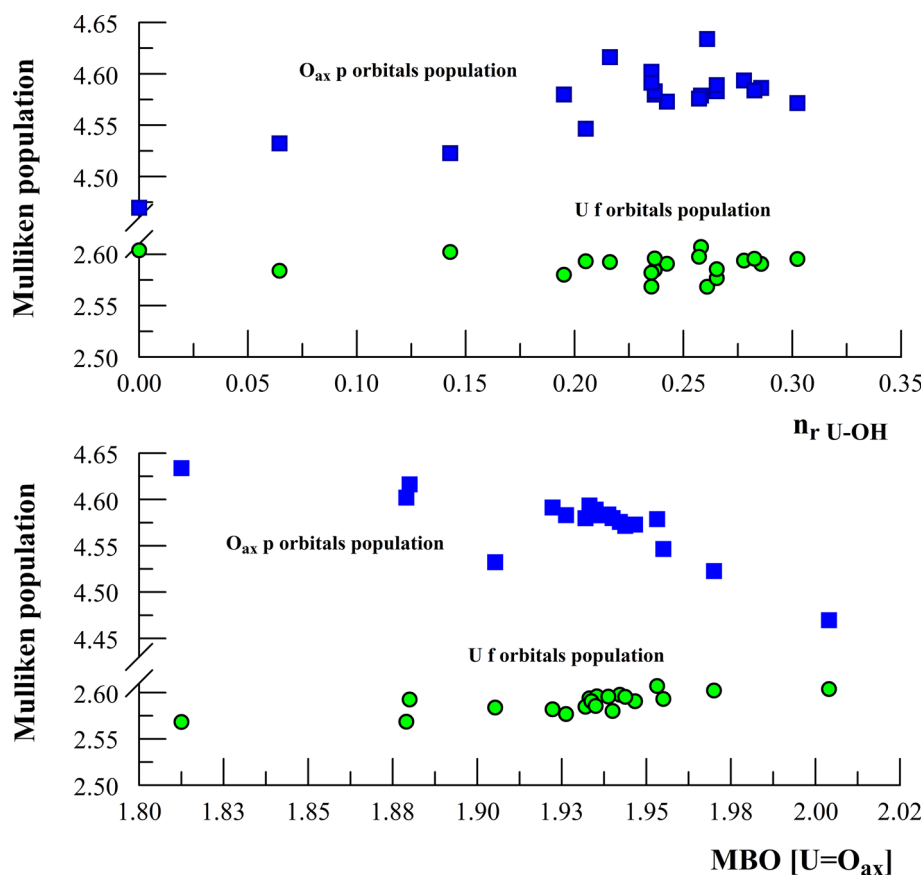 Mulliken population
4.65
4.60
4.55
4.50
2.60
2.55
2.50
O_ax p orbitals population
U f orbitals population
0.00 0.05 0.10 0.15 0.20 0.25 0.30 0.35
n_r U-OH
Mulliken population
4.65
4.60
4.55
4.50
4.45
2.60
2.55
2.50
O_ax p orbitals population
U f orbitals population
1.80 1.83 1.85 1.88 1.90 1.93 1.95 1.98 2.00 2.02
MBO [U=O_ax]